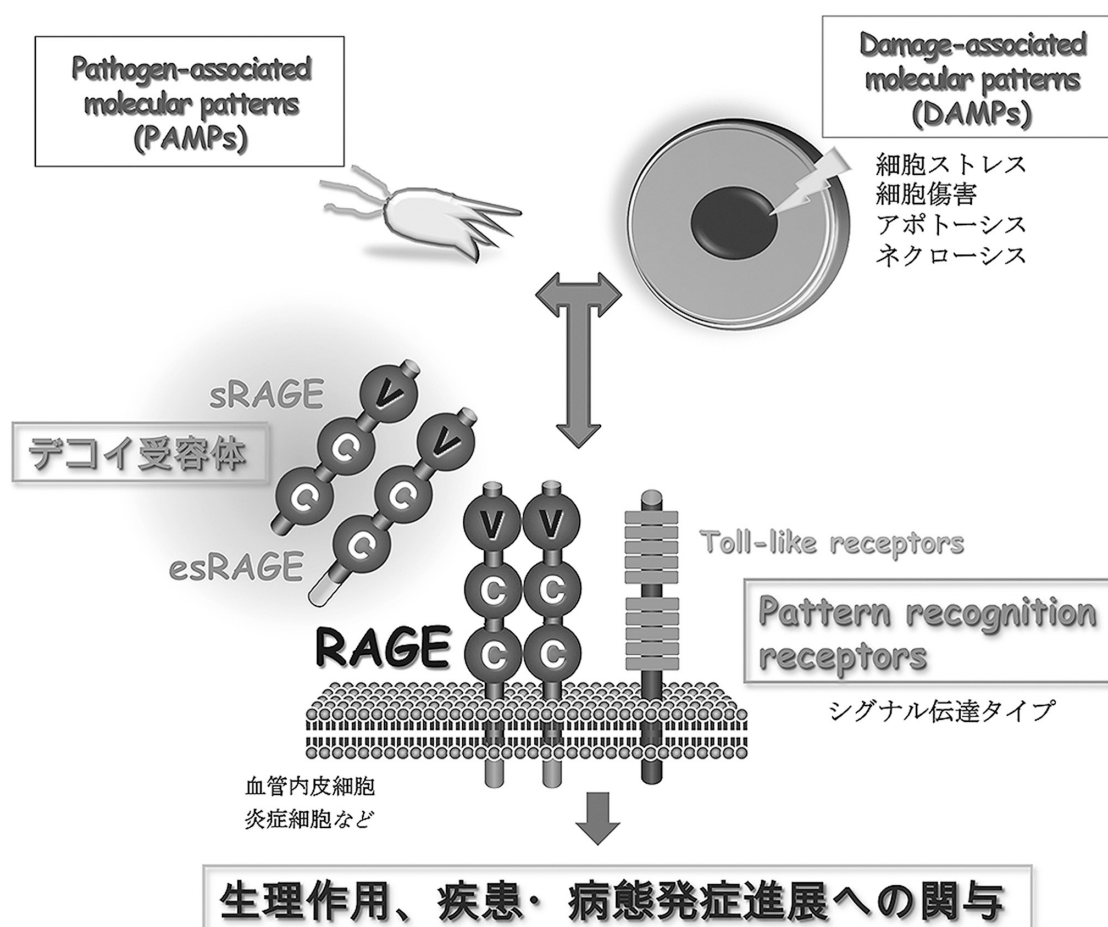 Pathogen-associated
molecular patterns
(PAMPs)
Damage-associated
molecular patterns
(DAMPs)
細胞ストレス
細胞傷害
アポトーシス
ネクローシス
sRAGE
デコイ受容体
esRAGE
V
C
C
V
C
C
V
C
C
V
C
C
RAGE
Toll-like receptors
Pattern recognition
receptors
シグナル伝達タイプ
血管内皮細胞
炎症細胞など
生理作用、疾患・病態発症進展への関与